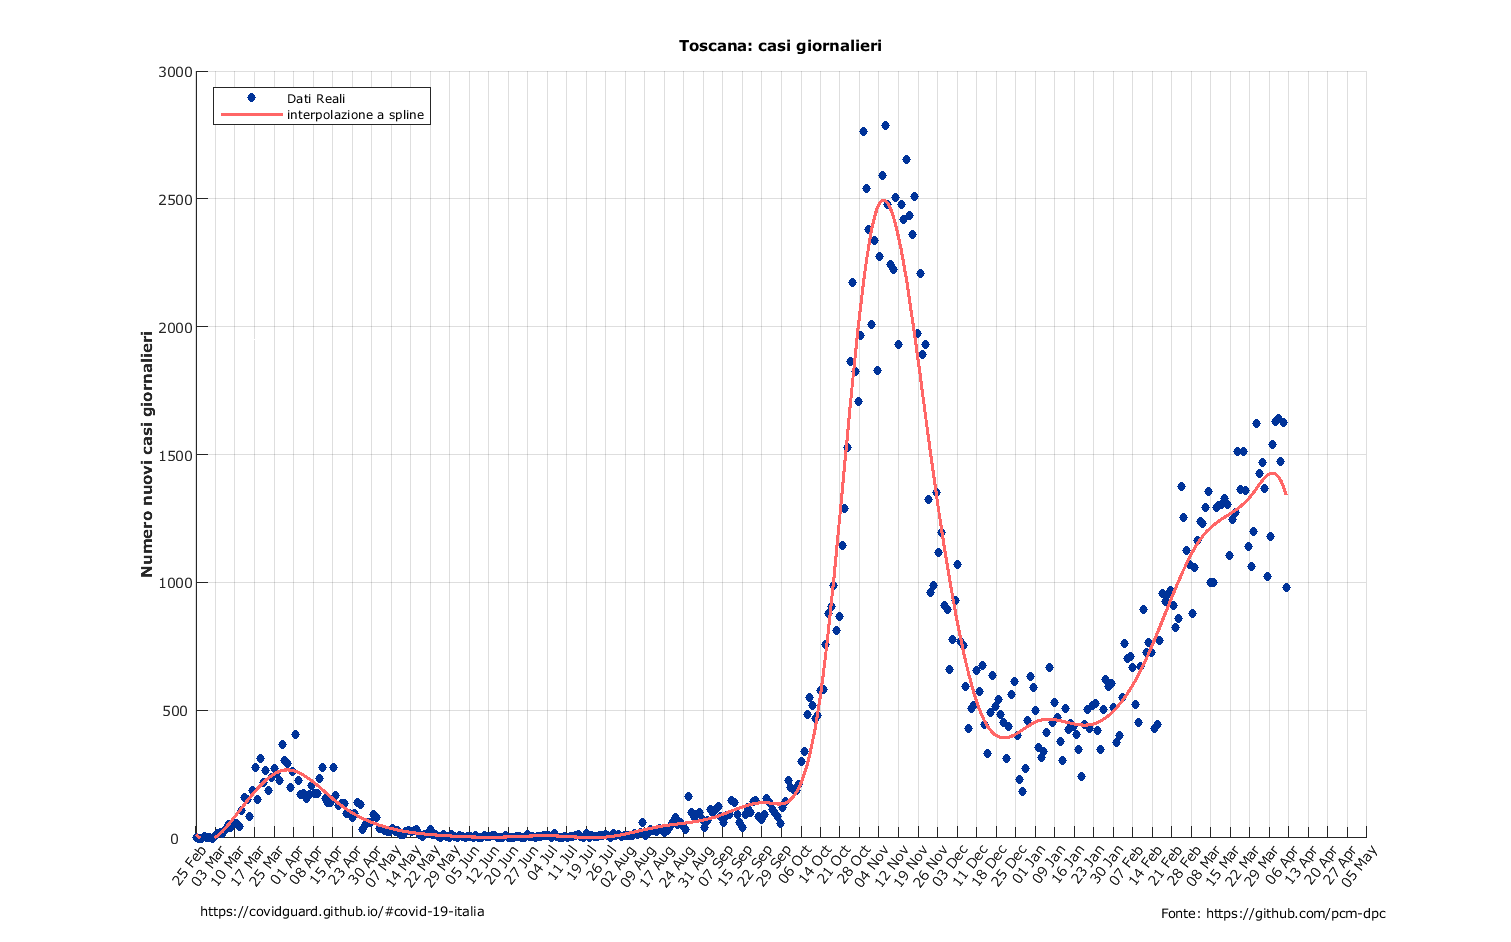 Toscana: casi giornalieri
Dati Reali
interpolazione a spline
Numero nuovi casi giornalieri
3000
2500
2000
1500
1000
500
0
25 Feb
03 Mar
10 Mar
17 Mar
25 Mar
01 Apr
08 Apr
15 Apr
23 Apr
30 Apr
07 May
14 May
22 May
29 May
05 Jun
12 Jun
20 Jun
27 Jun
04 Jul
11 Jul
19 Jul
26 Jul
02 Aug
09 Aug
17 Aug
24 Aug
31 Aug
07 Sep
15 Sep
22 Sep
29 Sep
06 Oct
14 Oct
21 Oct
28 Oct
04 Nov
12 Nov
19 Nov
26 Nov
03 Dec
11 Dec
18 Dec
25 Dec
01 Jan
09 Jan
16 Jan
23 Jan
30 Jan
07 Feb
14 Feb
21 Feb
28 Feb
08 Mar
15 Mar
22 Mar
29 Mar
06 Apr
13 Apr
20 Apr
27 Apr
05 May
https://covidguard.github.io/#covid-19-italia
Fonte: https://github.com/pcm-dpc